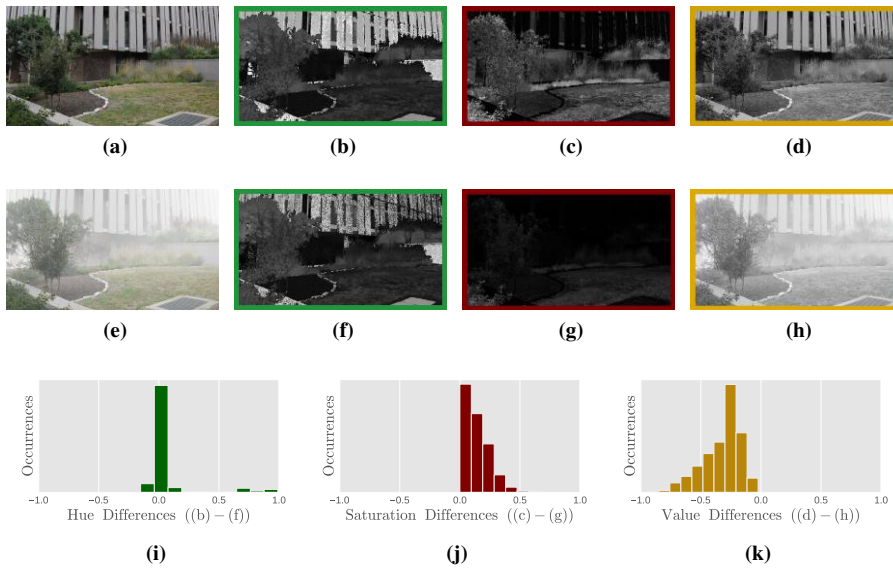 (a) (b) (c) (d)
(e) (f) (g) (h)
Occurrences Occurrences Occurrences
−1.0 −0.5 0.0 0.5 1.0 −1.0 −0.5 0.0 0.5 1.0 −1.0 −0.5 0.0 0.5 1.0
Hue Differences ((b) − (f)) Saturation Differences ((c) − (g)) Value Differences ((d) − (h))
(i) (j) (k)